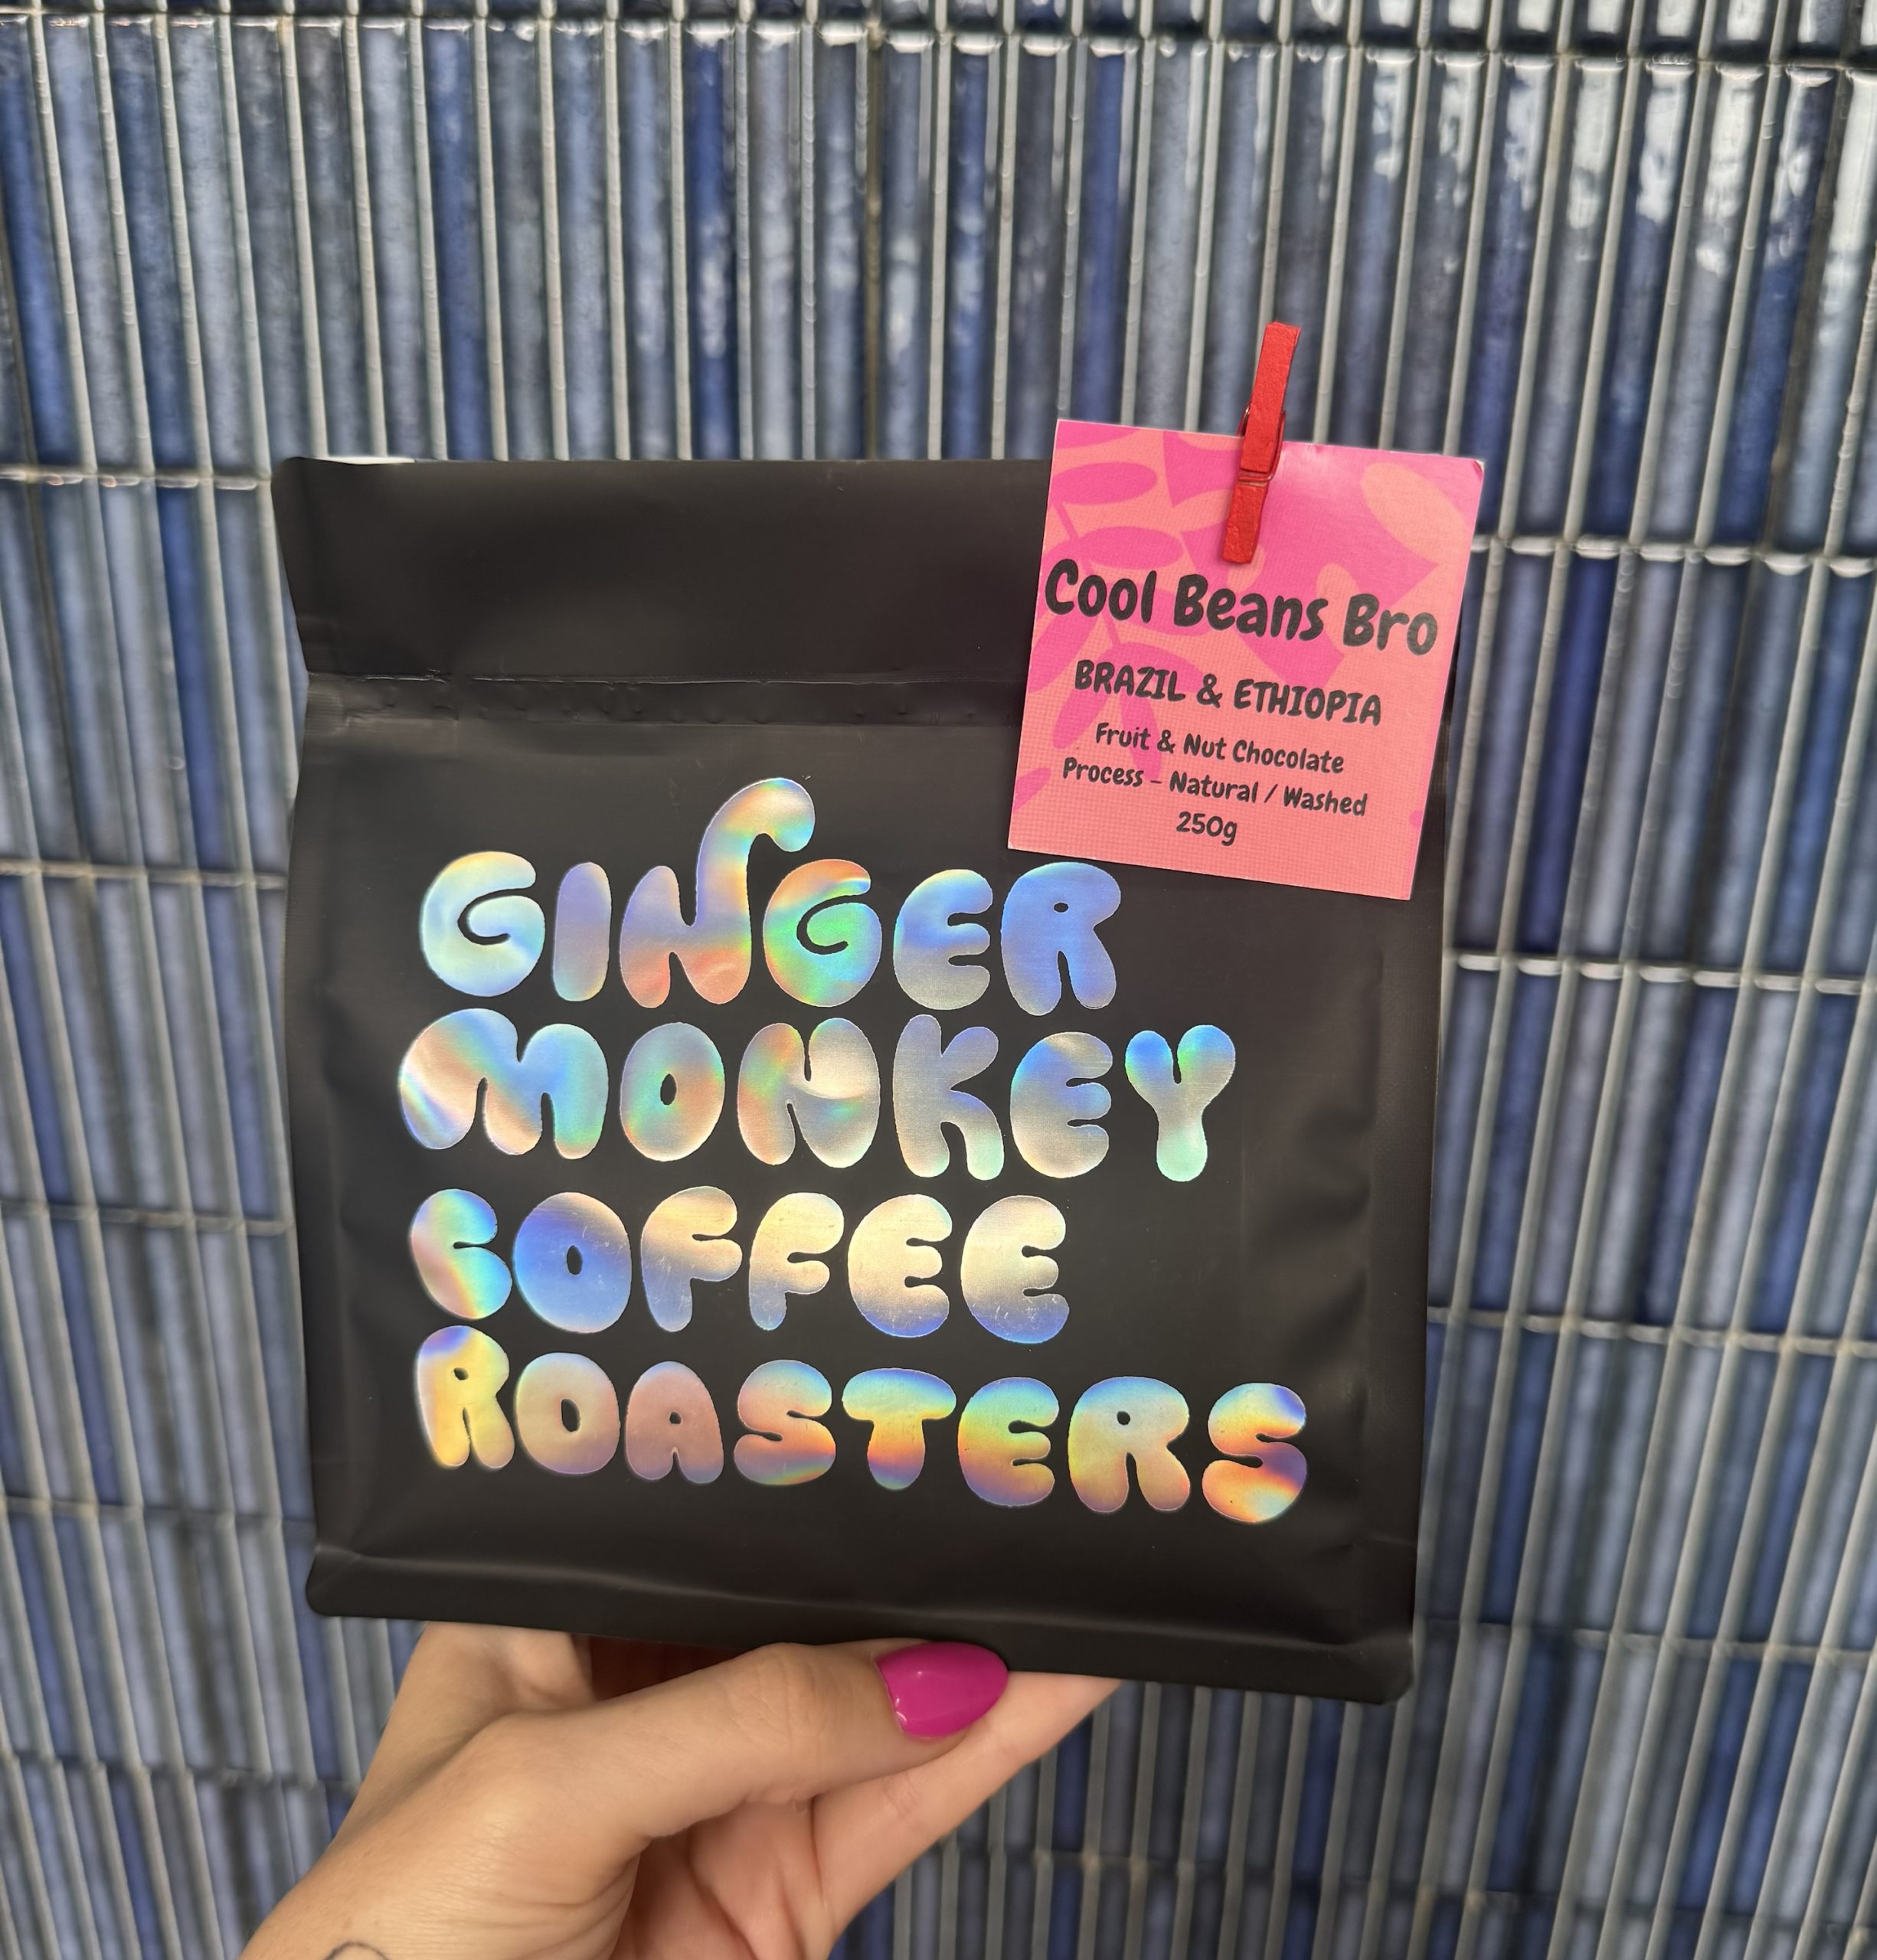 Cool Beans Bro
BRAZIL & ETHIOPIA
Fruit & Nut Chocolate
Process - Natural / Washed
250g
GINGER
MONKEY
COFFEE
ROASTERS